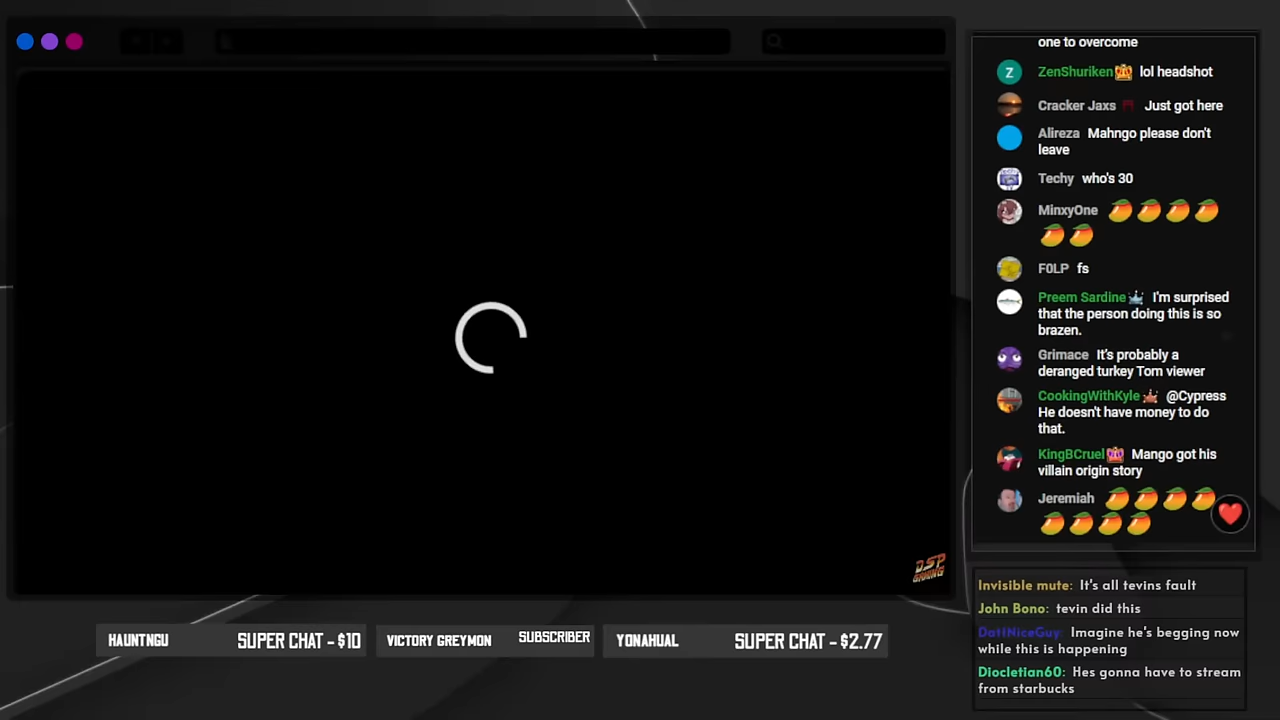 one to overcome
ZenShuriken lol headshot
Cracker Jaxs Just got here
Alireza Mahngo please don't
leave
Techy who's 30
MinxyOne 🥭🥭🥭🥭
🥭🥭
F0LP fs
Preem Sardine I'm surprised
that the person doing this is so
brazen.
Grimace It's probably a
deranged turkey Tom viewer
CookingWithKyle @Cypress
He doesn't have money to do
that.
KingBCruel Mango got his
villain origin story
Jeremiah 🥭🥭🥭🥭
🥭🥭🥭🥭
DSP
GAMING
Invisible mute: It's all tevins fault
John Bono: tevin did this
Dat1NiceGuy: Imagine he's begging now
while this is happening
Diocletian60: Hes gonna have to stream
from starbucks
HAUNTNGU SUPER CHAT - $10
VICTORY GREYMON SUBSCRIBER
YONAHUAL SUPER CHAT - $2.77